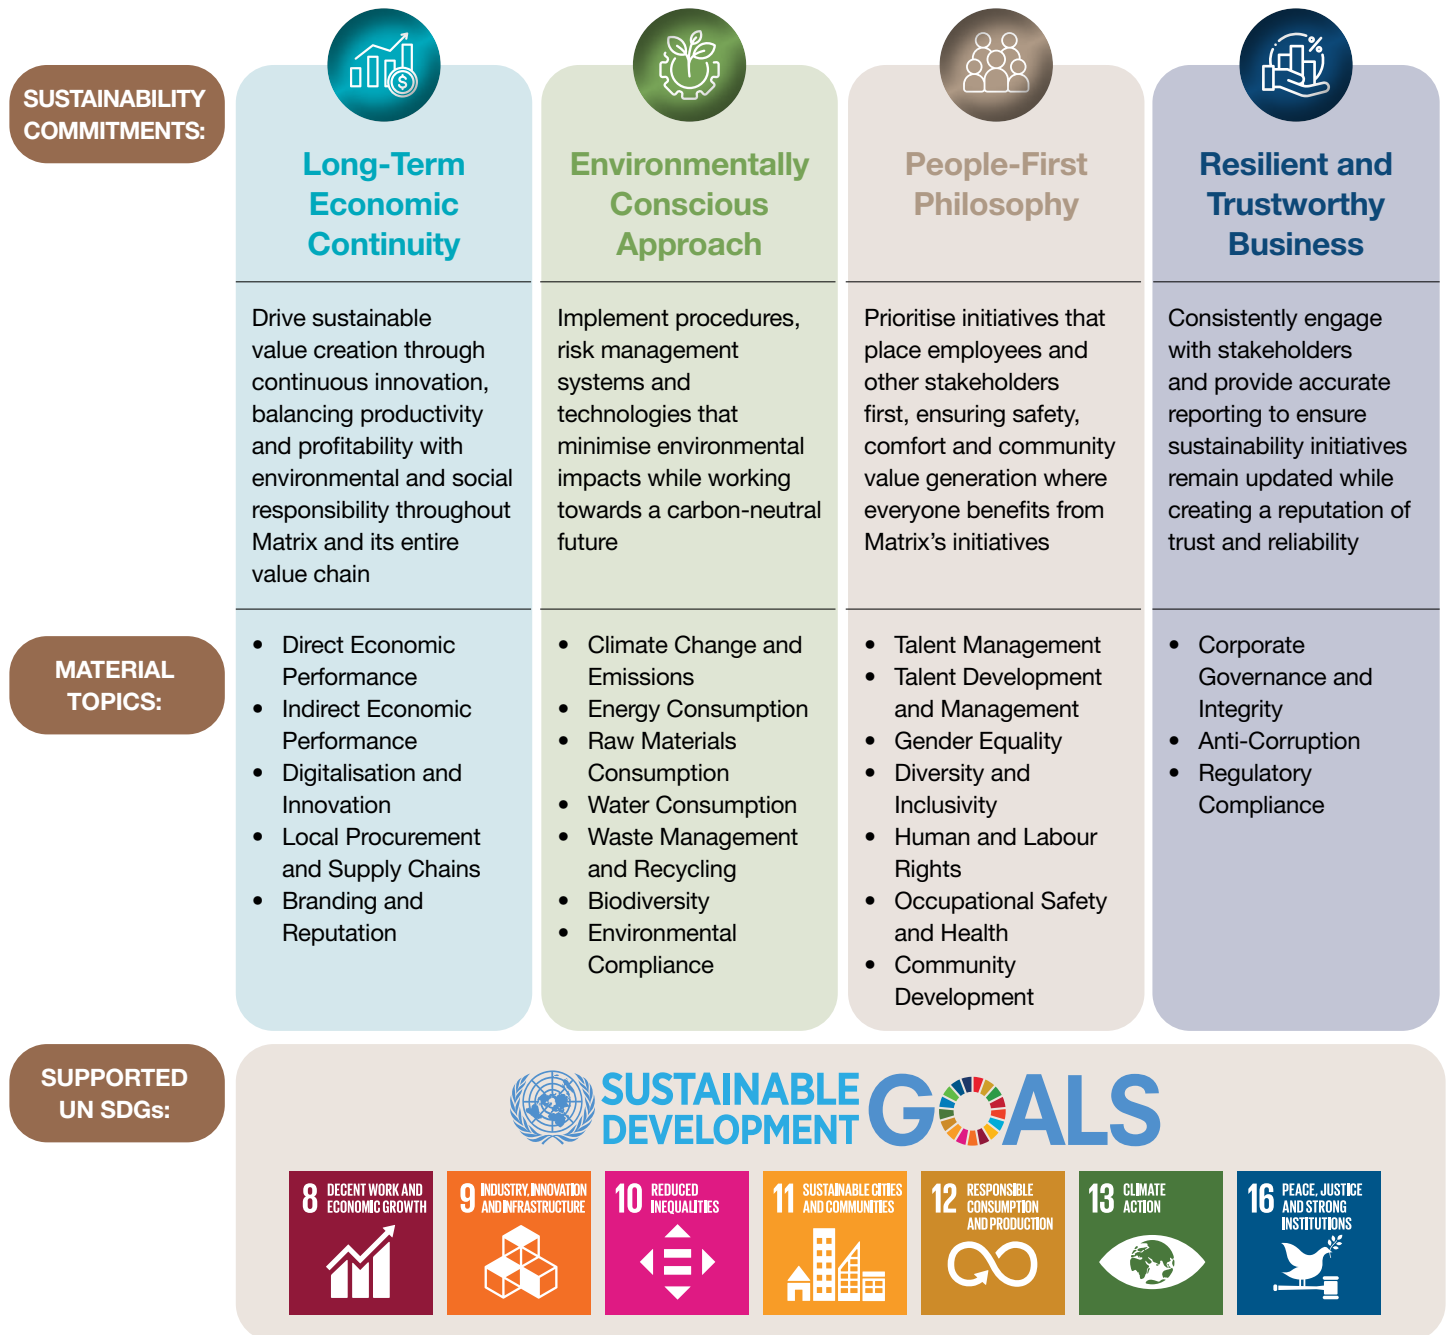 SUSTAINABILITY
COMMITMENTS:
Long-Term
Economic
Continuity
Drive sustainable
value creation through
continuous innovation,
balancing productivity
and profitability with
environmental and social
responsibility throughout
Matrix and its entire
value chain
Environmentally
Conscious
Approach
Implement procedures,
risk management
systems and
technologies that
minimise environmental
impacts while working
towards a carbon-neutral
future
People-First
Philosophy
Prioritise initiatives that
place employees and
other stakeholders
first, ensuring safety,
comfort and community
value generation where
everyone benefits from
Matrix’s initiatives
Resilient and
Trustworthy
Business
Consistently engage
with stakeholders
and provide accurate
reporting to ensure
sustainability initiatives
remain updated while
creating a reputation of
trust and reliability
MATERIAL
TOPICS:
• Direct Economic
Performance
• Indirect Economic
Performance
• Digitalisation and
Innovation
• Local Procurement
and Supply Chains
• Branding and
Reputation
• Climate Change and
Emissions
• Energy Consumption
• Raw Materials
Consumption
• Water Consumption
• Waste Management
and Recycling
• Biodiversity
• Environmental
Compliance
• Talent Management
• Talent Development
and Management
• Gender Equality
• Diversity and
Inclusivity
• Human and Labour
Rights
• Occupational Safety
and Health
• Community
Development
• Corporate
Governance and
Integrity
• Anti-Corruption
• Regulatory
Compliance
SUPPORTED
UN SDGs:
SUSTAINABLE
DEVELOPMENT
GOALS
8 DECENT WORK AND
ECONOMIC GROWTH
9 INDUSTRY, INNOVATION
AND INFRASTRUCTURE
10 REDUCED
INEQUALITIES
11 SUSTAINABLE CITIES
AND COMMUNITIES
12 RESPONSIBLE
CONSUMPTION
AND PRODUCTION
13 CLIMATE
ACTION
16 PEACE, JUSTICE
AND STRONG
INSTITUTIONS